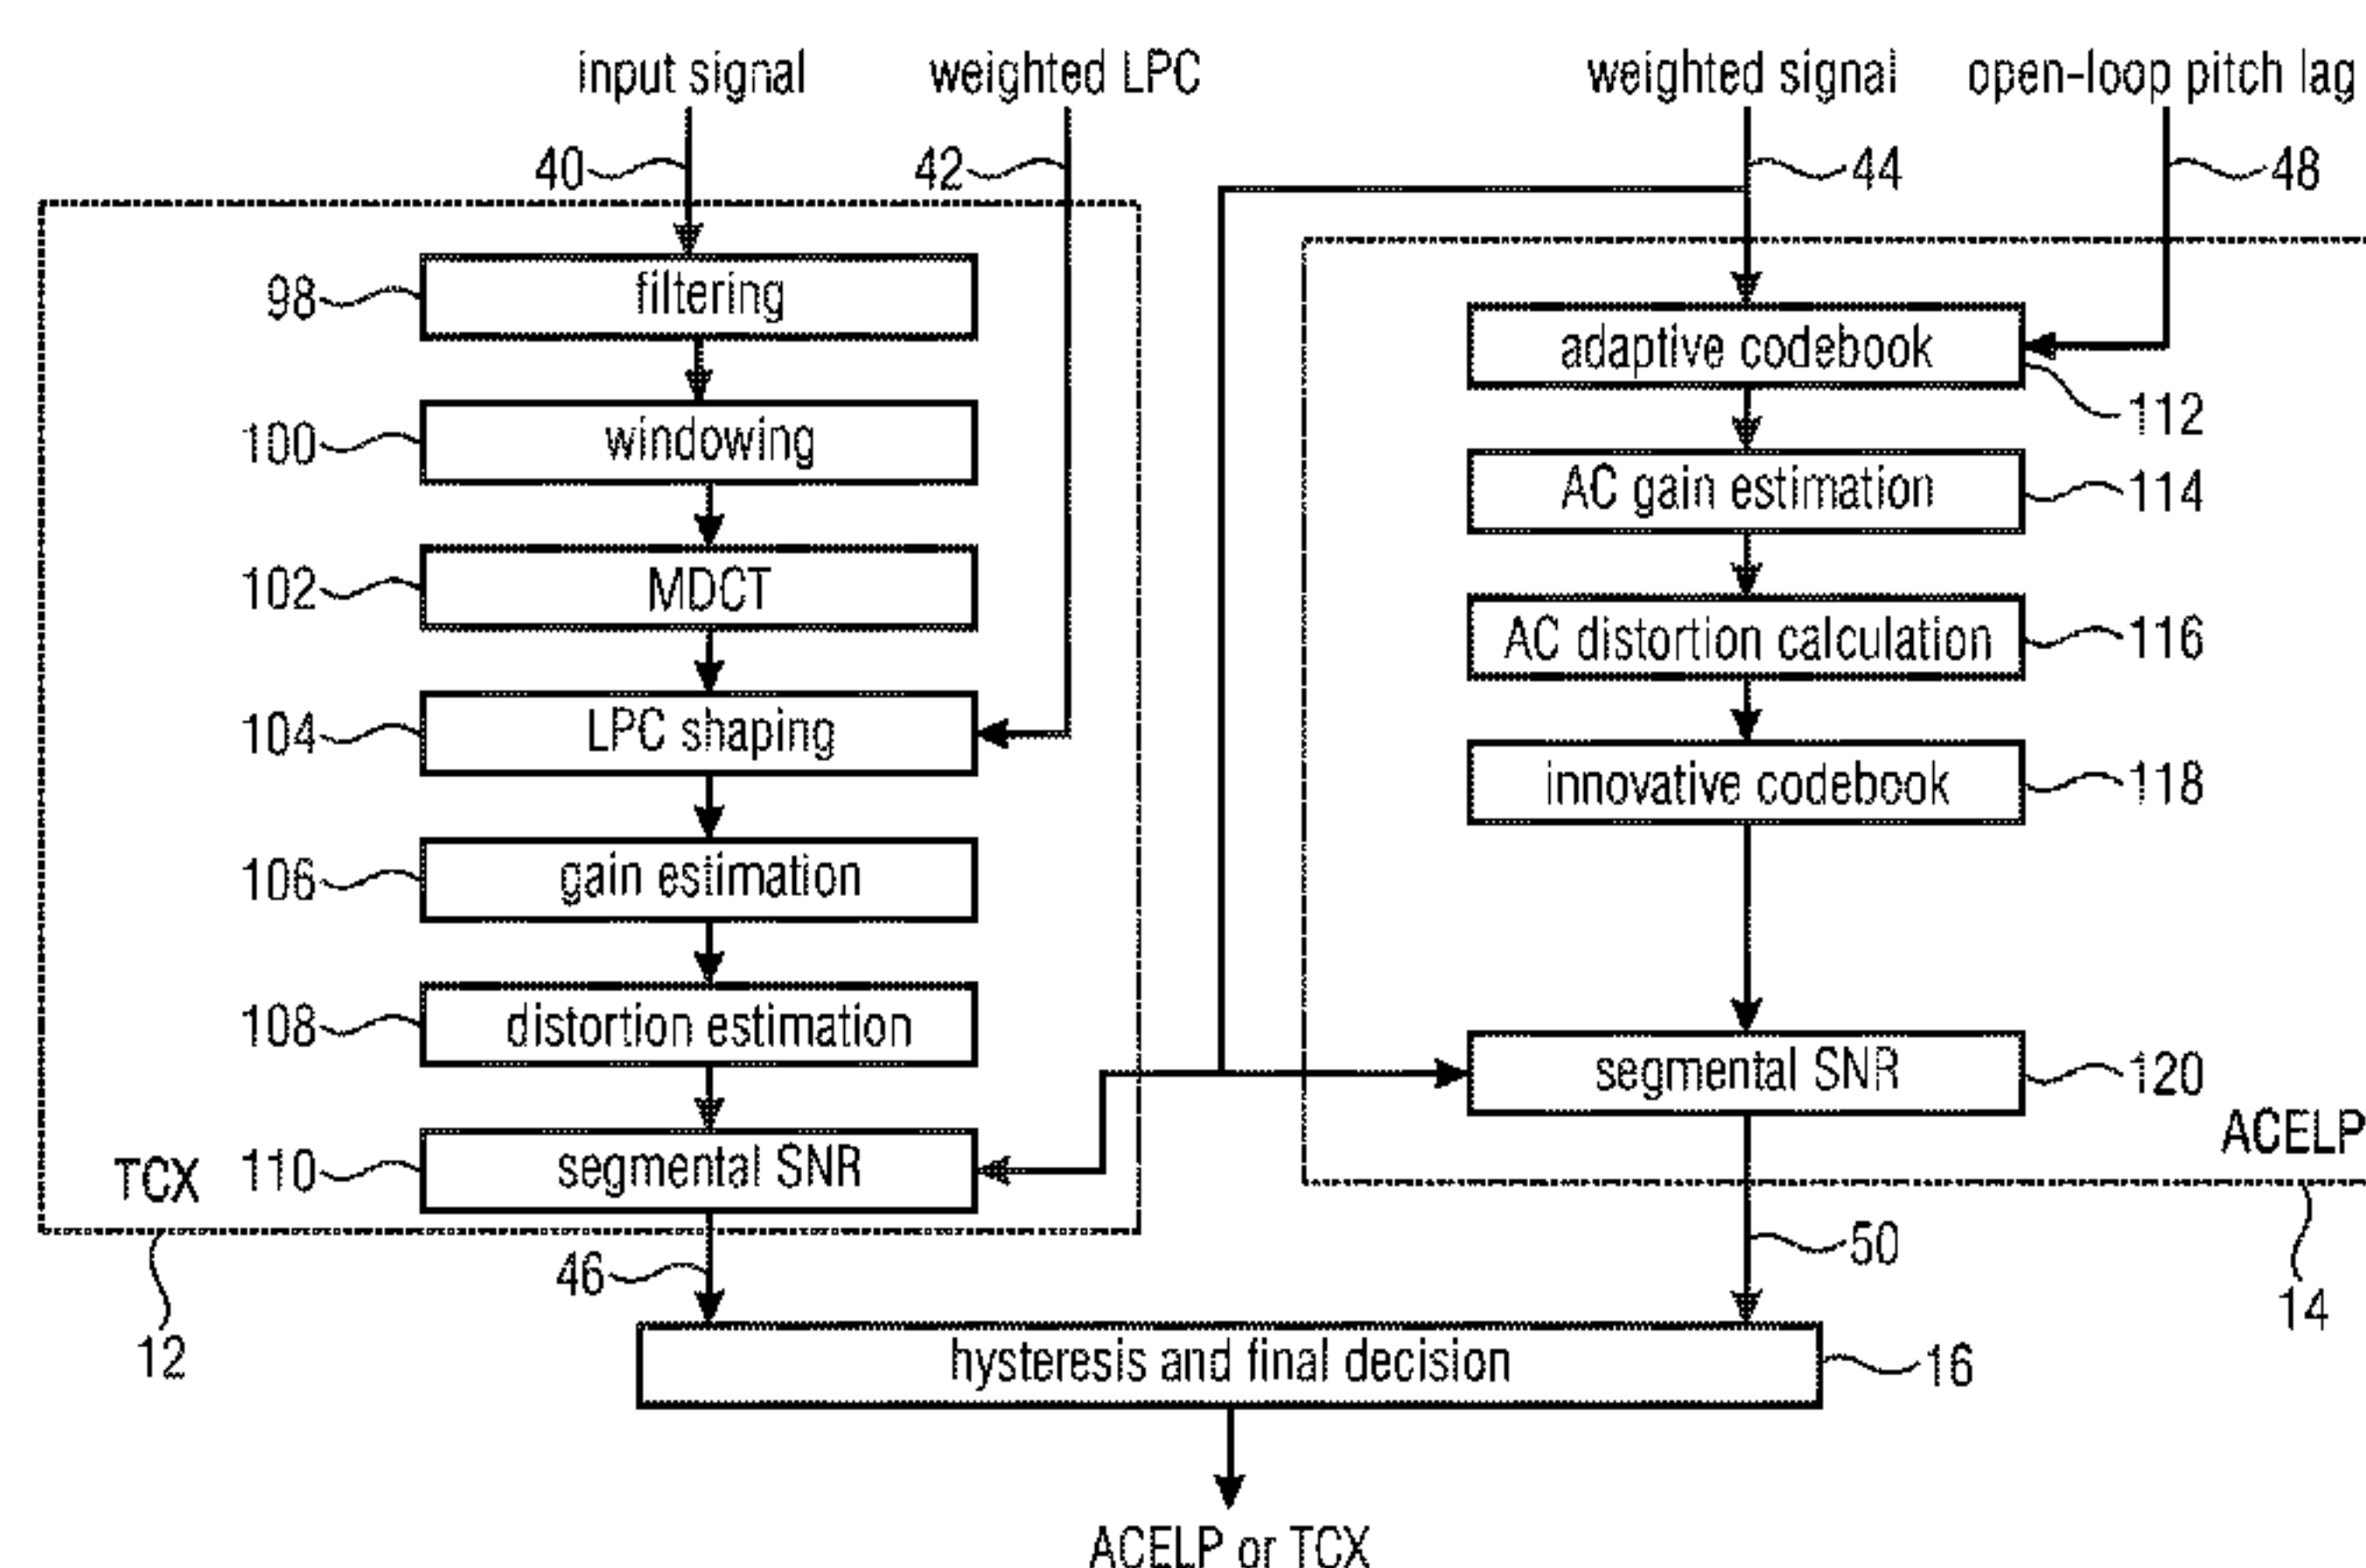 input signal
weighted LPC
weighted signal
open-loop pitch lag
40
42
44
48
98
filtering
adaptive codebook
112
100
windowing
AC gain estimation
114
102
MDCT
AC distortion calculation
116
104
LPC shaping
innovative codebook
118
106
gain estimation
108
distortion estimation
segmental SNR
120
ACELP
TCX
110
segmental SNR
46
50
12
14
hysteresis and final decision
16
ACELP or TCX